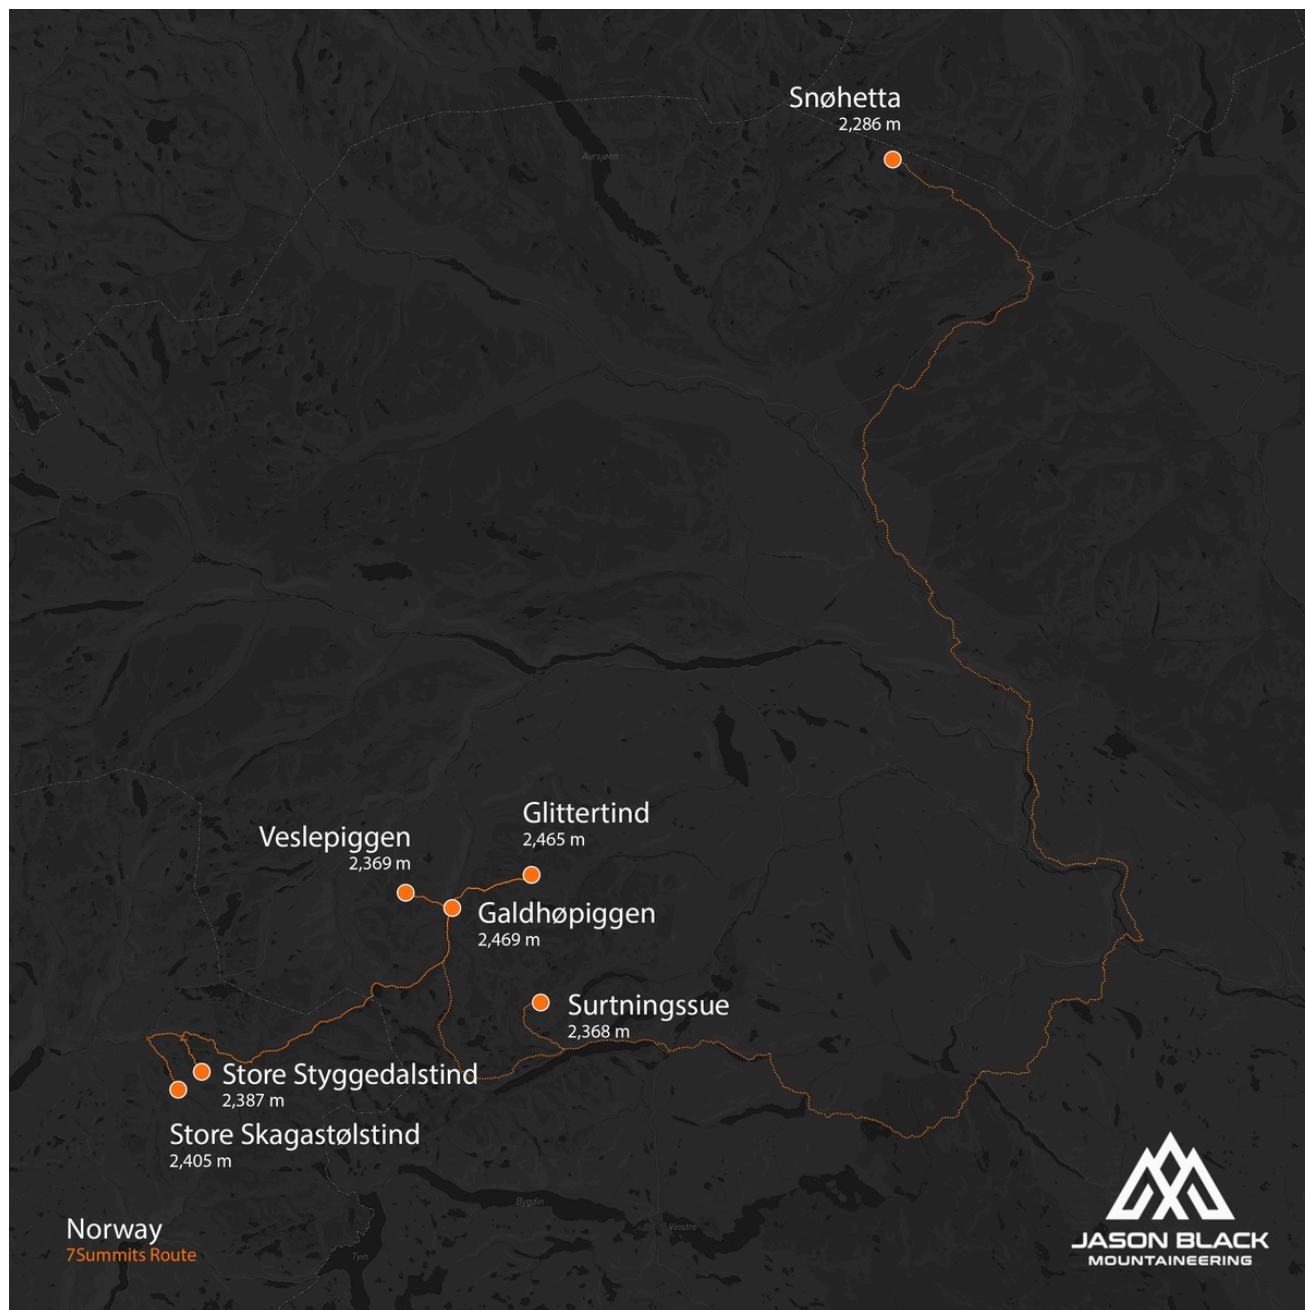 Snøhetta
2,286 m
Aursjøen
Glittertind
2,465 m
Veslepiggen
2,369 m
Galdhøpiggen
2,469 m
Surtningssue
2,368 m
Store Styggedalstind
2,387 m
Store Skagastølstind
2,405 m
Bygdin
Vinstre
Tyin
Norway
7Summits Route
JASON BLACK
MOUNTAINEERING